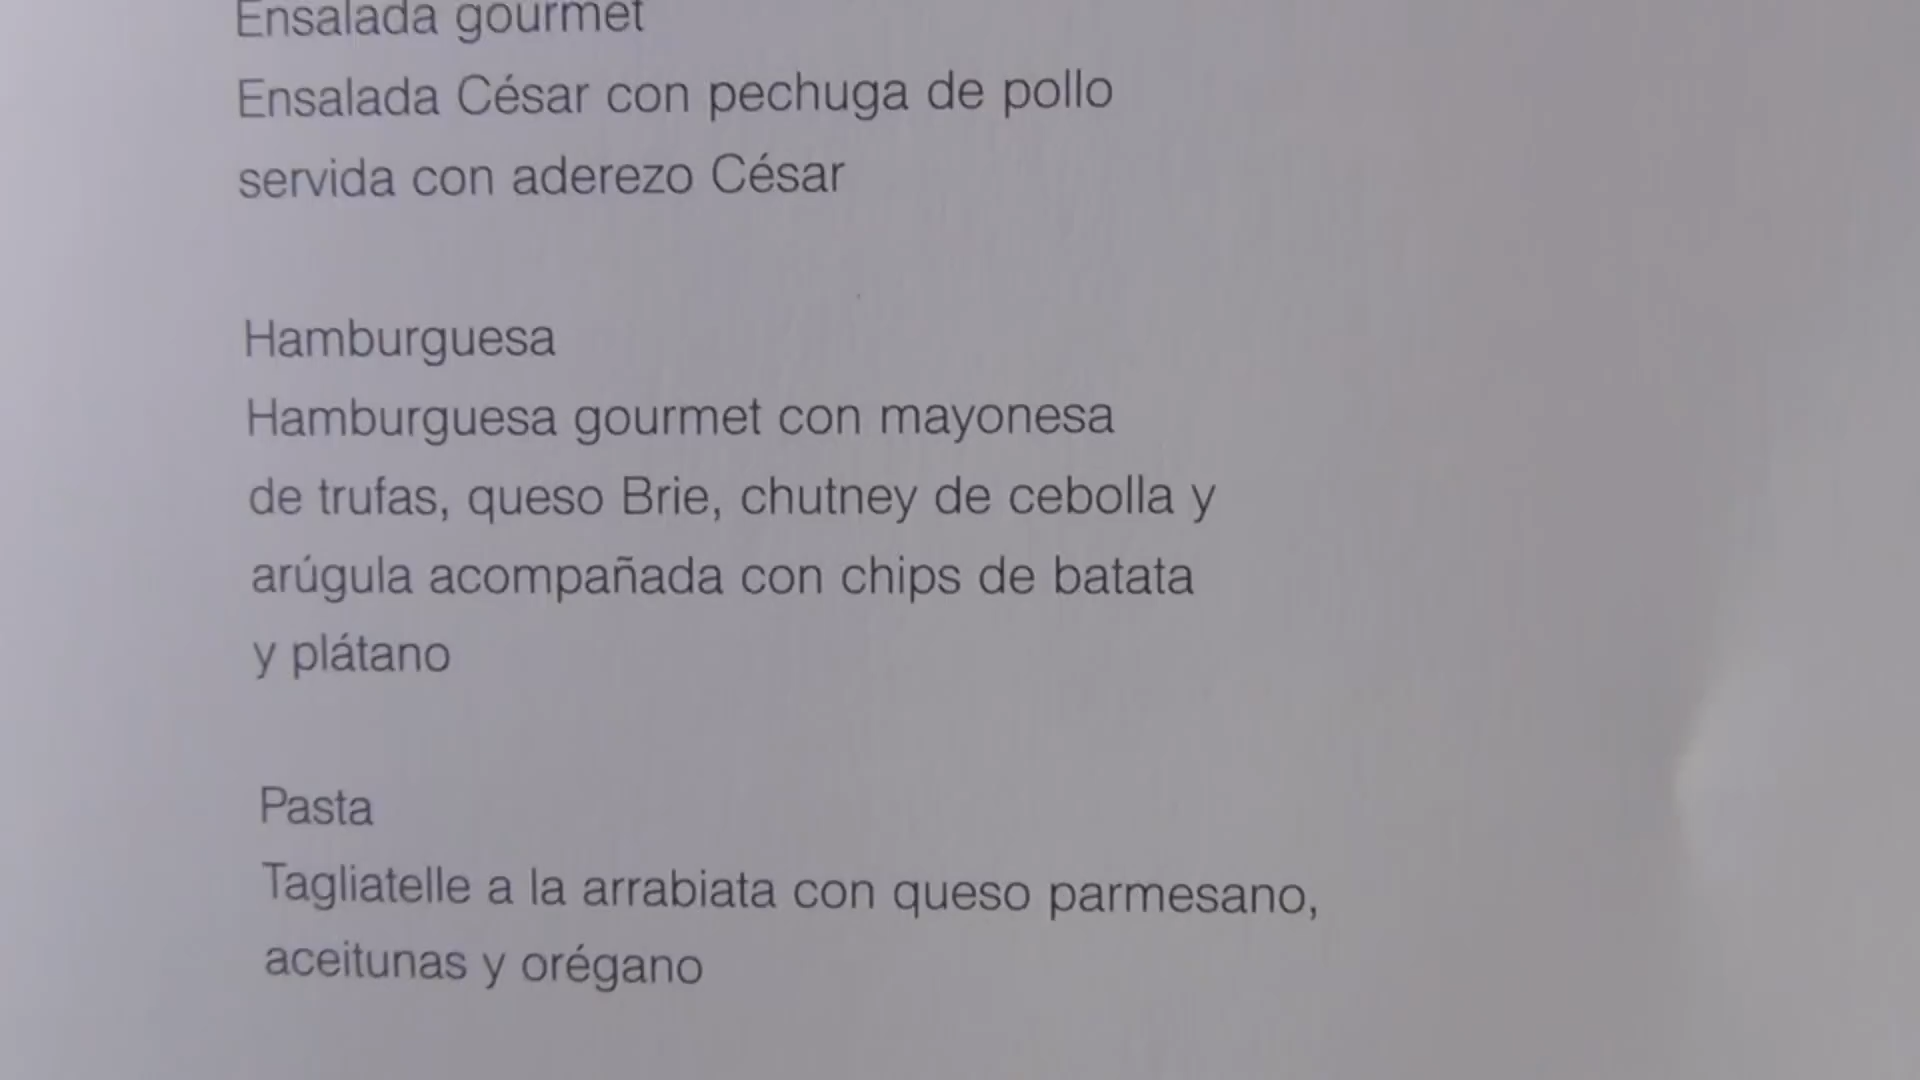 Ensalada gourmet
Ensalada César con pechuga de pollo
servida con aderezo César
Hamburguesa
Hamburguesa gourmet con mayonesa
de trufas, queso Brie, chutney de cebolla y
arúgula acompañada con chips de batata
y plátano
Pasta
Tagliatelle a la arrabiata con queso parmesano,
aceitunas y orégano